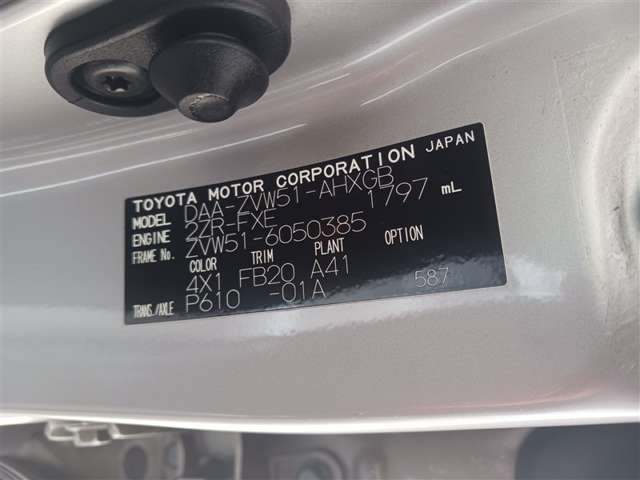 TOYOTA MOTOR CORPORATION JAPAN
MODEL DAA-ZVW51-AHXGB
ENGINE 2ZR-FXE 1797 mL
FRAME No. ZVW51-6050385
COLOR TRIM PLANT OPTION
4X1 FB20 A41 587
TRANS./AXLE P610 -01A